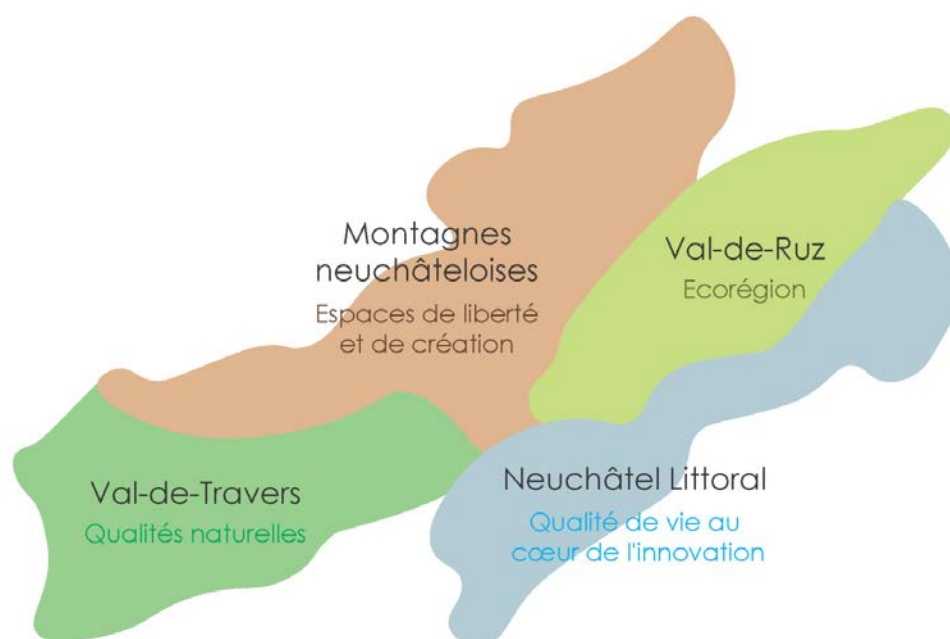 Montagnes
neuchâteloises
Espaces de liberté
et de création
Val-de-Ruz
Ecorégion
Val-de-Travers
Qualités naturelles
Neuchâtel Littoral
Qualité de vie au
cœur de l'innovation